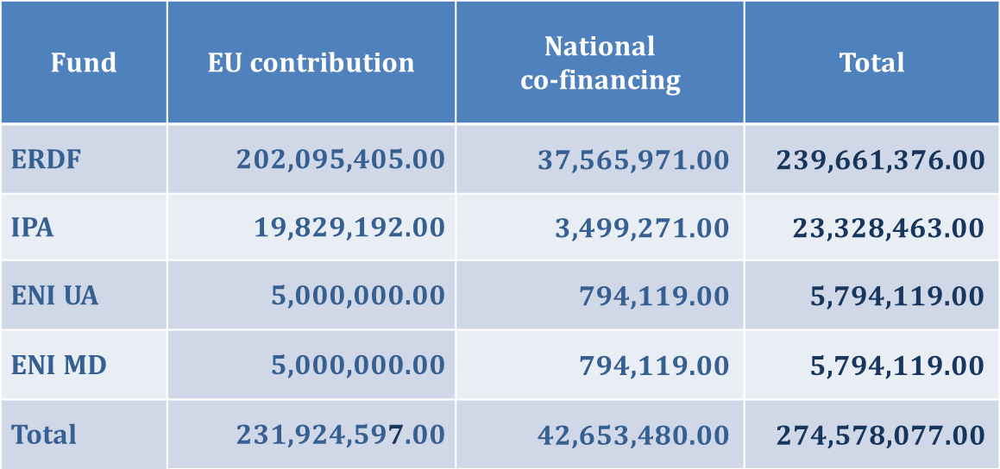 Fund EU contribution National co-financing Total
ERDF 202,095,405.00 37,565,971.00 239,661,376.00
IPA 19,829,192.00 3,499,271.00 23,328,463.00
ENI UA 5,000,000.00 794,119.00 5,794,119.00
ENI MD 5,000,000.00 794,119.00 5,794,119.00
Total 231,924,597.00 42,653,480.00 274,578,077.00